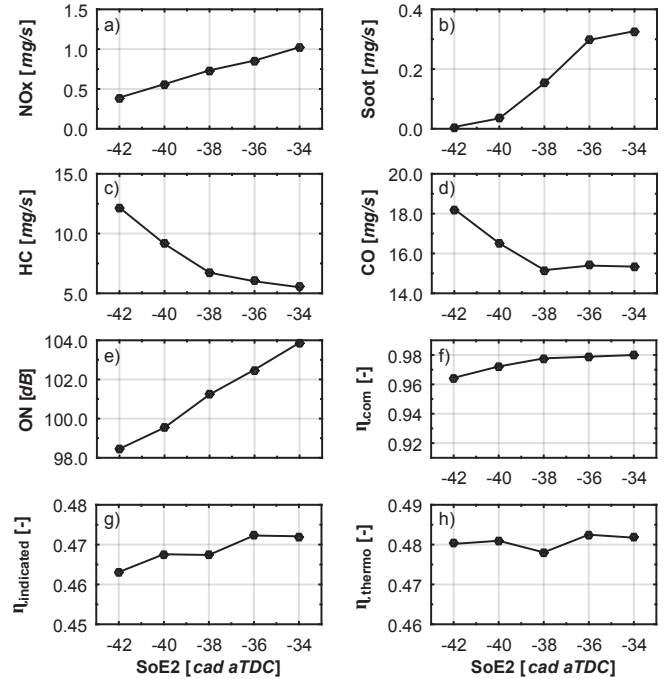 a)
NOx [mg/s]
1.5
1.0
0.5
0.0
-42 -40 -38 -36 -34
b)
Soot [mg/s]
0.4
0.2
0.0
-42 -40 -38 -36 -34
c)
HC [mg/s]
15.0
10.0
5.0
-42 -40 -38 -36 -34
d)
CO [mg/s]
20.0
18.0
16.0
14.0
-42 -40 -38 -36 -34
e)
ON [dB]
104.0
102.0
100.0
98.0
-42 -40 -38 -36 -34
f)
η,com [-]
0.98
0.96
0.94
0.92
-42 -40 -38 -36 -34
g)
η,indicated [-]
0.48
0.47
0.46
0.45
-42 -40 -38 -36 -34
SoE2 [cad aTDC]
h)
η,thermo [-]
0.49
0.48
0.47
0.46
-42 -40 -38 -36 -34
SoE2 [cad aTDC]